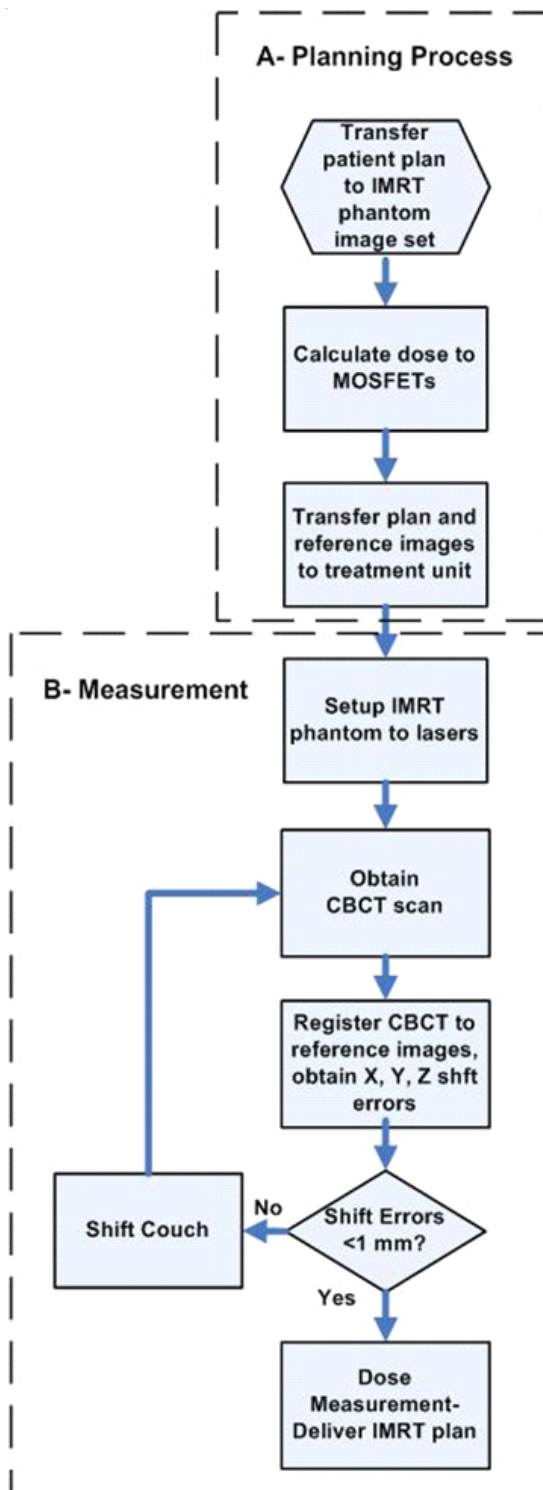 A- Planning Process
Transfer
patient plan
to IMRT
phantom
image set
Calculate dose to
MOSFETs
Transfer plan and
reference images
to treatment unit
B- Measurement
Setup IMRT
phantom to lasers
Obtain
CBCT scan
Register CBCT to
reference images,
obtain X, Y, Z shft
errors
Shift Couch
No
Shift Errors
<1 mm?
Yes
Dose
Measurement-
Deliver IMRT plan